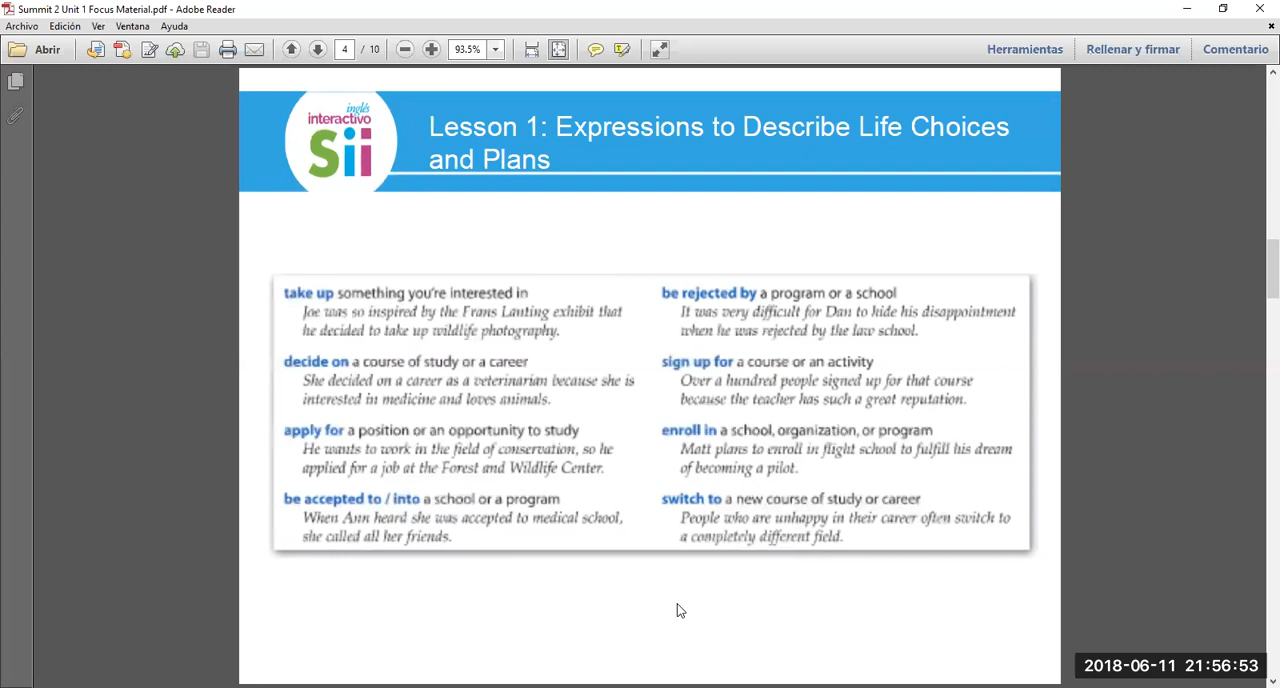 Summit 2 Unit 1 Focus Material.pdf - Adobe Reader
Archivo Edición Ver Ventana Ayuda
Abrir 4 / 10 93.5% Herramientas Rellenar y firmar Comentario
inglés
interactivo
Sii
Lesson 1: Expressions to Describe Life Choices
and Plans
take up something you're interested in
Joe was so inspired by the Frans Lanting exhibit that
he decided to take up wildlife photography.
decide on a course of study or a career
She decided on a career as a veterinarian because she is
interested in medicine and loves animals.
apply for a position or an opportunity to study
He wants to work in the field of conservation, so he
applied for a job at the Forest and Wildlife Center.
be accepted to / into a school or a program
When Ann heard she was accepted to medical school,
she called all her friends.
be rejected by a program or a school
It was very difficult for Dan to hide his disappointment
when he was rejected by the law school.
sign up for a course or an activity
Over a hundred people signed up for that course
because the teacher has such a great reputation.
enroll in a school, organization, or program
Matt plans to enroll in flight school to fulfill his dream
of becoming a pilot.
switch to a new course of study or career
People who are unhappy in their career often switch to
a completely different field.
2018-06-11 21:56:53